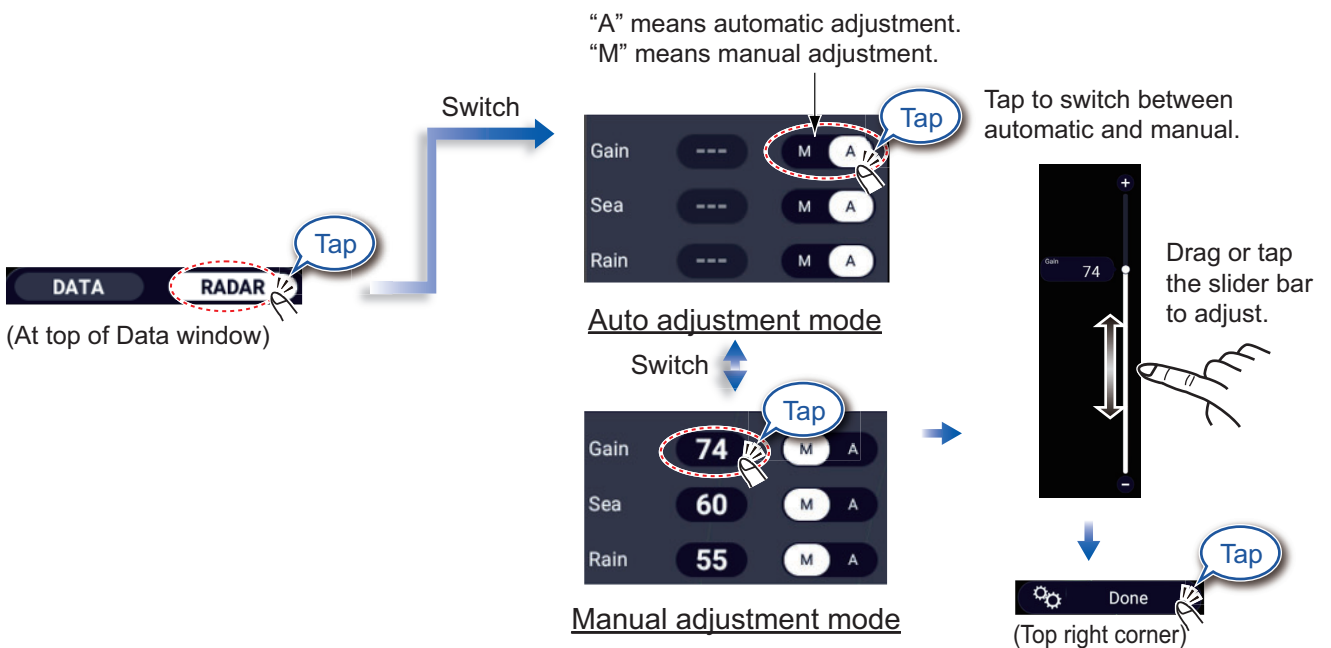 “A” means automatic adjustment.
“M” means manual adjustment.
Switch
Tap
Tap to switch between
automatic and manual.
Gain --- M A
Sea --- M A
Rain --- M A
Auto adjustment mode
Tap
DATA RADAR
(At top of Data window)
Switch
Tap
Gain 74 M A
Sea 60 M A
Rain 55 M A
Manual adjustment mode
+
Gain
74
-
Drag or tap
the slider bar
to adjust.
Tap
Done
(Top right corner)